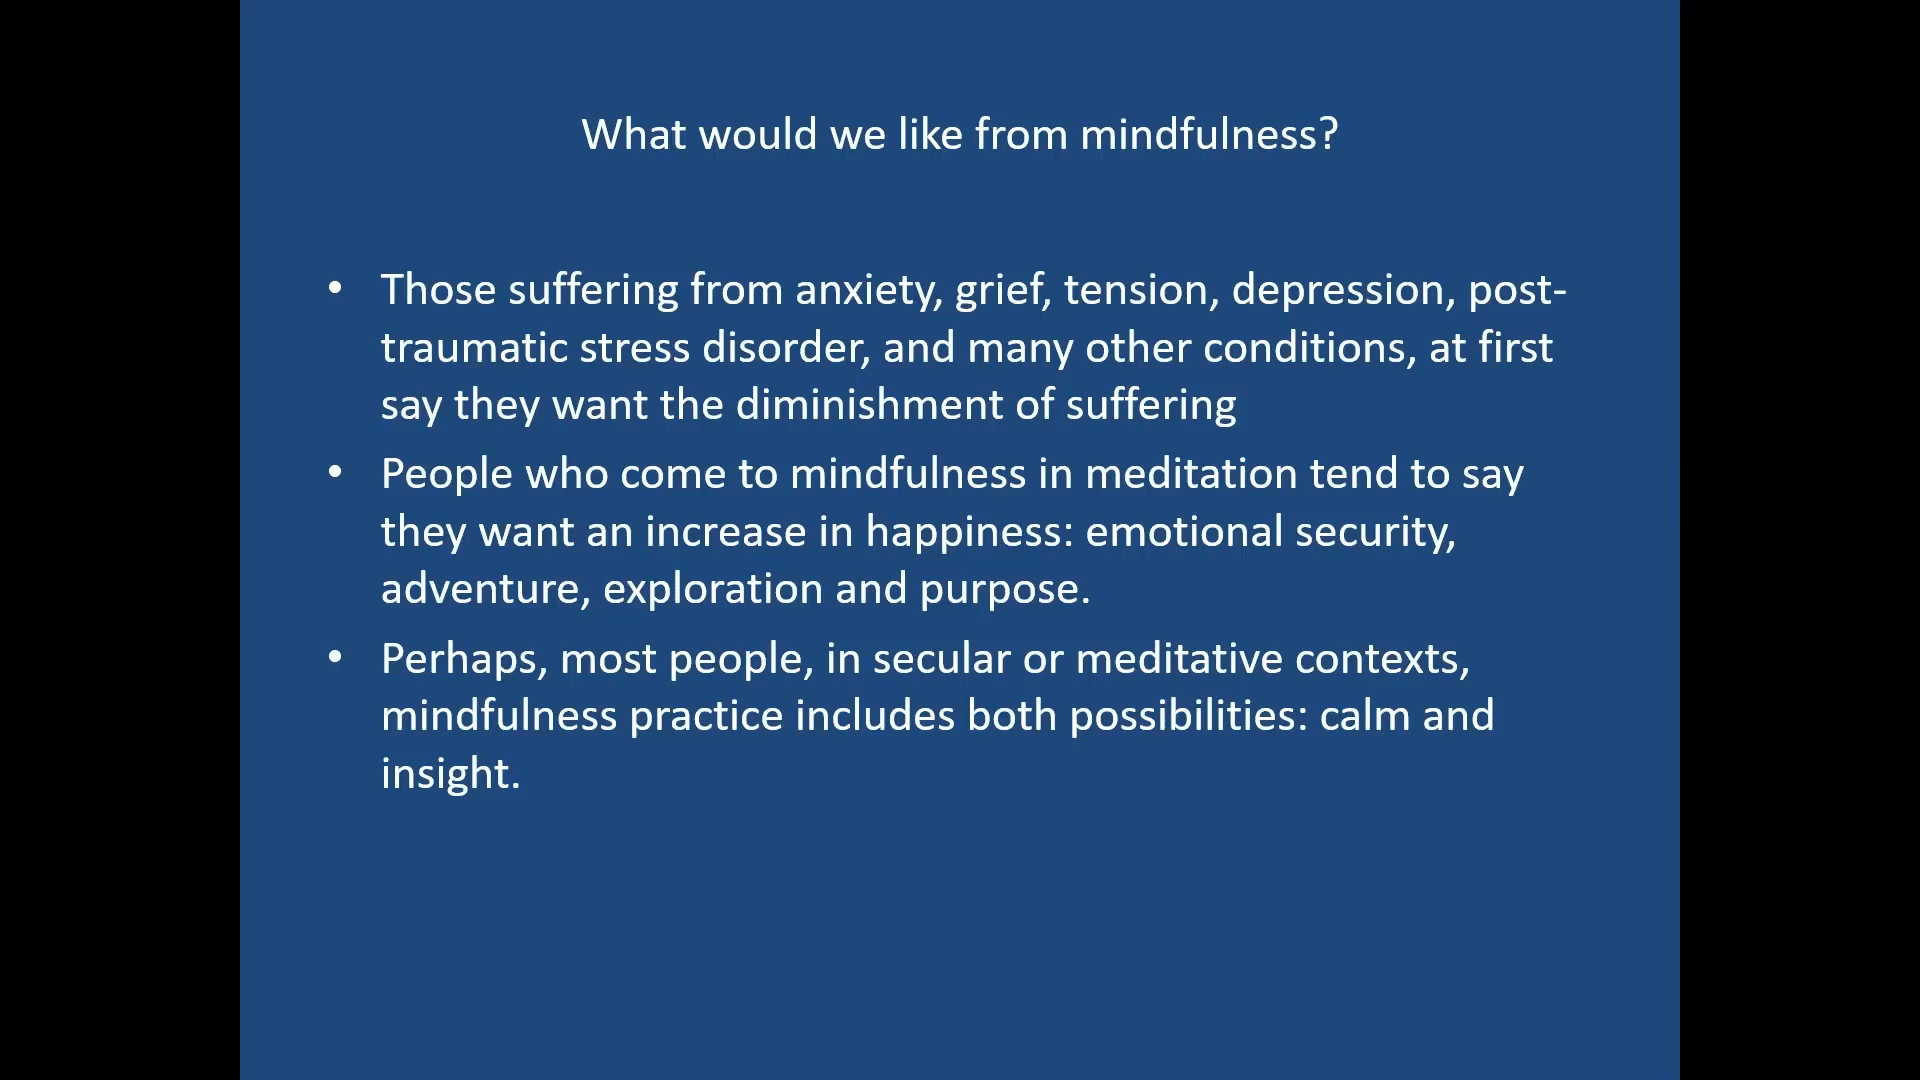 What would we like from mindfulness?
• Those suffering from anxiety, grief, tension, depression, post-
traumatic stress disorder, and many other conditions, at first
say they want the diminishment of suffering
• People who come to mindfulness in meditation tend to say
they want an increase in happiness: emotional security,
adventure, exploration and purpose.
• Perhaps, most people, in secular or meditative contexts,
mindfulness practice includes both possibilities: calm and
insight.